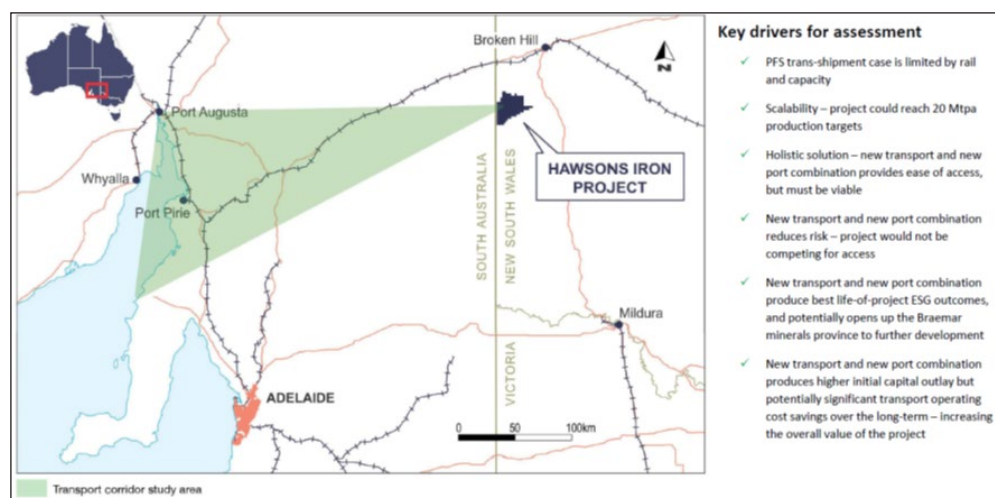 Broken Hill
N
Port Augusta
Whyalla
Port Pirie
HAWSONS IRON
PROJECT
SOUTH AUSTRALIA
NEW SOUTH WALES
Mildura
VICTORIA
ADELAIDE
0 50 100km
Transport corridor study area
Key drivers for assessment
✓ PFS trans-shipment case is limited by rail
and capacity
✓ Scalability – project could reach 20 Mtpa
production targets
✓ Holistic solution – new transport and new
port combination provides ease of access,
but must be viable
✓ New transport and new port combination
reduces risk – project would not be
competing for access
✓ New transport and new port combination
produce best life-of-project ESG outcomes,
and potentially opens up the Braemar
minerals province to further development
✓ New transport and new port combination
produces higher initial capital outlay but
potentially significant transport operating
cost savings over the long-term – increasing
the overall value of the project